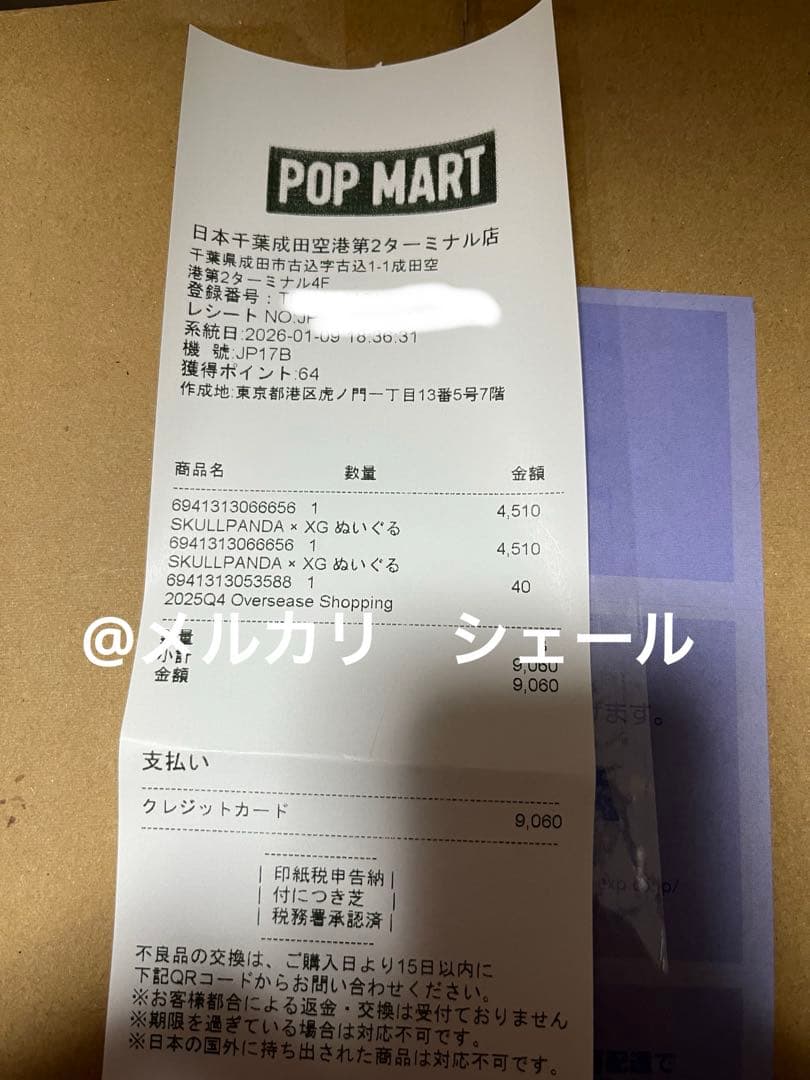 POP MART
日本千葉成田空港第2ターミナル店
千葉県成田市古込字古込1-1成田空
港第2ターミナル4F
登録番号:T
レシート NO:JP
系統日:2026-01-09 18:36:31
機 號:JP17B
獲得ポイント:64
作成地:東京都港区虎ノ門一丁目13番5号7階
商品名 數量 金額
6941313066656 1 4,510
SKULLPANDA × XG ぬいぐる
6941313066656 1 4,510
SKULLPANDA × XG ぬいぐる
6941313053588 1 40
2025Q4 Oversease Shopping
@メルカリ シェール
小計 9,060
金額 9,060
支払い
クレジットカード 9,060
印紙税申告納
付につき芝
税務署承認済
不良品の交換は、ご購入日より15日以内に
下記QRコードからお問い合わせください。
※お客様都合による返金・交換は受付ておりません
※期限を過ぎている場合は対応不可です。
※日本の国外に持ち出された商品は対応不可です。
ます。